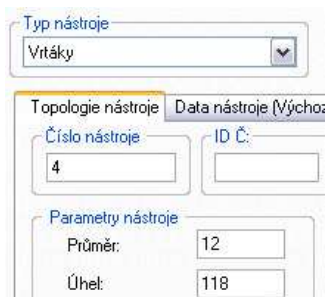 Typ nástroje
Vrtáky
Topologie nástroje Data nástroje (Výchoz
Číslo nástroje ID Č:
4
Parametry nástroje
Průměr: 12
Úhel: 118